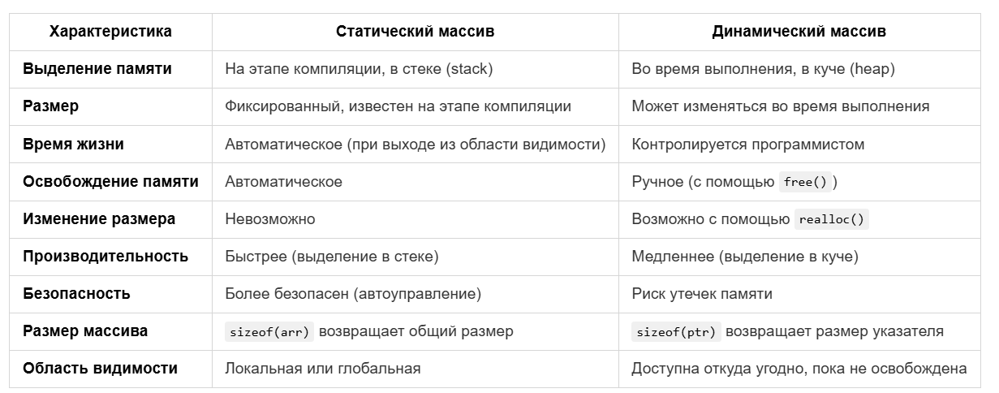 Характеристика Статический массив Динамический массив
Выделение памяти На этапе компиляции, в стеке (stack) Во время выполнения, в куче (heap)
Размер Фиксированный, известен на этапе компиляции Может изменяться во время выполнения
Время жизни Автоматическое (при выходе из области видимости) Контролируется программистом
Освобождение памяти Автоматическое Ручное (с помощью free())
Изменение размера Невозможно Возможно с помощью realloc()
Производительность Быстрее (выделение в стеке) Медленнее (выделение в куче)
Безопасность Более безопасен (автоуправление) Риск утечек памяти
Размер массива sizeof(arr) возвращает общий размер sizeof(ptr) возвращает размер указателя
Область видимости Локальная или глобальная Доступна откуда угодно, пока не освобождена